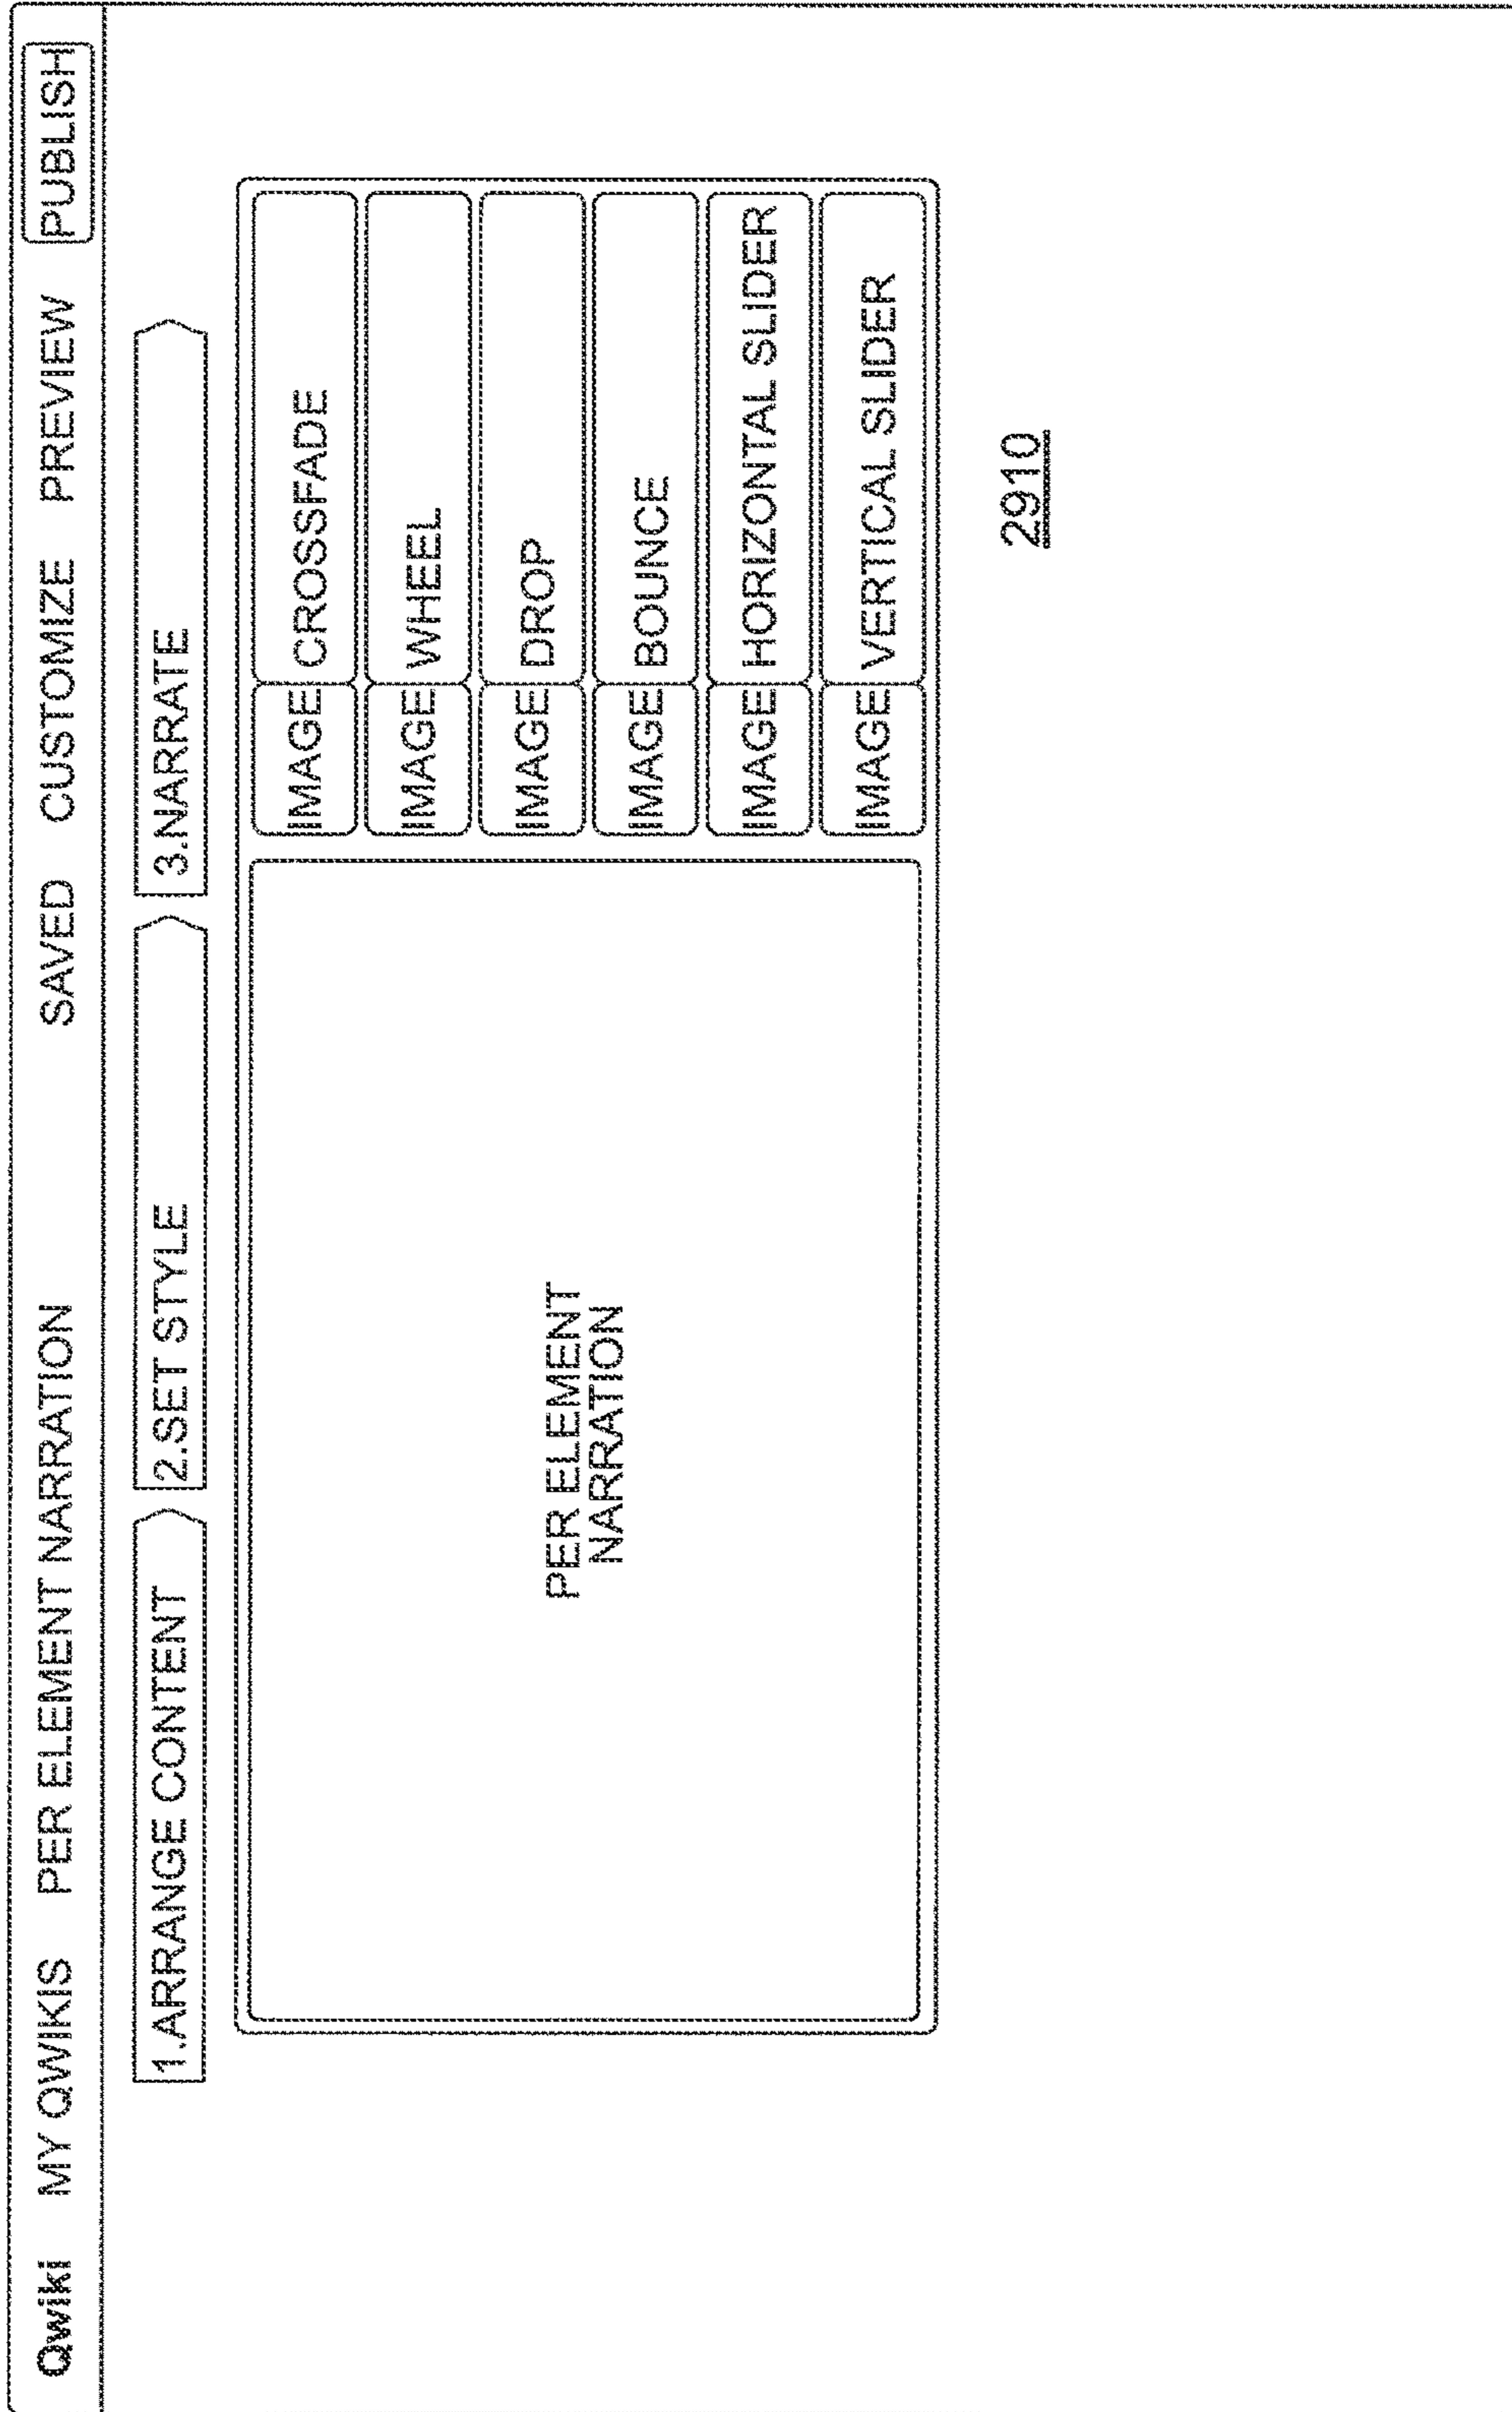 Qwiki MY QWIKIS PER ELEMENT NARRATION SAVED CUSTOMIZE PREVIEW PUBLISH
1.ARRANGE CONTENT 2.SET STYLE 3.NARRATE
PER ELEMENT
NARRATION
IMAGE CROSSFADE
IMAGE WHEEL
IMAGE DROP
IMAGE BOUNCE
IMAGE HORIZONTAL SLIDER
IMAGE VERTICAL SLIDER
2910